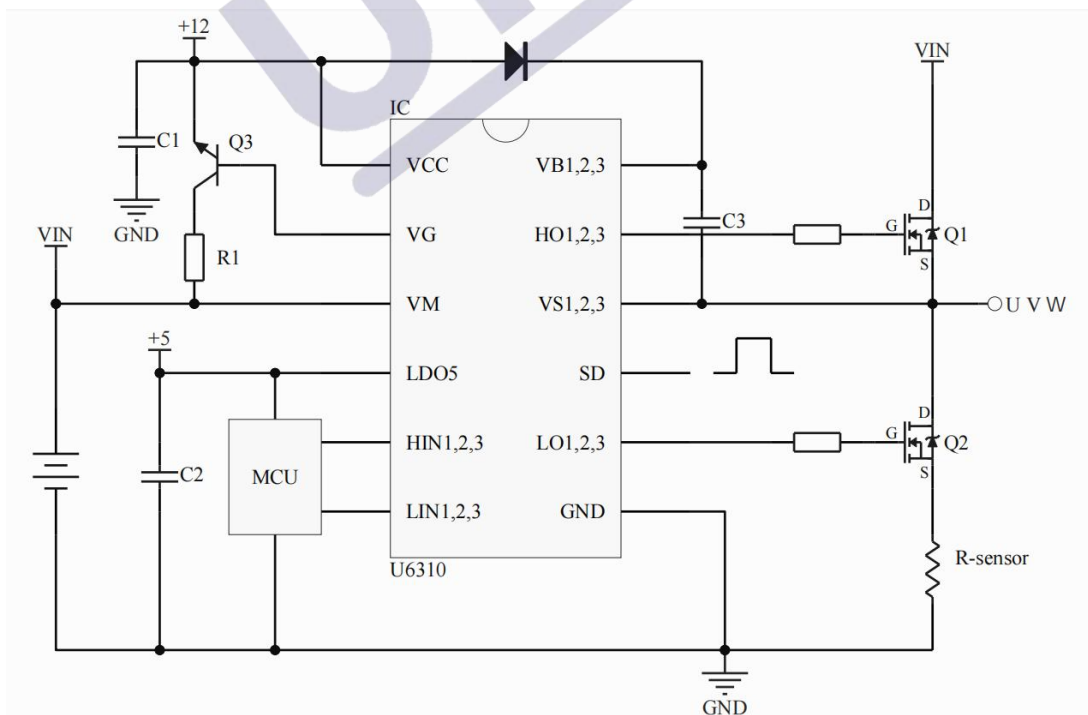 +12
VIN
IC
C1
Q3
VCC
VB1,2,3
D
GND
C3
G
Q1
VIN
VG
HO1,2,3
S
R1
VM
VS1,2,3
U V W
+5
LDO5
SD
D
HIN1,2,3
LO1,2,3
G
Q2
C2
MCU
S
LIN1,2,3
GND
U6310
R-sensor
GND